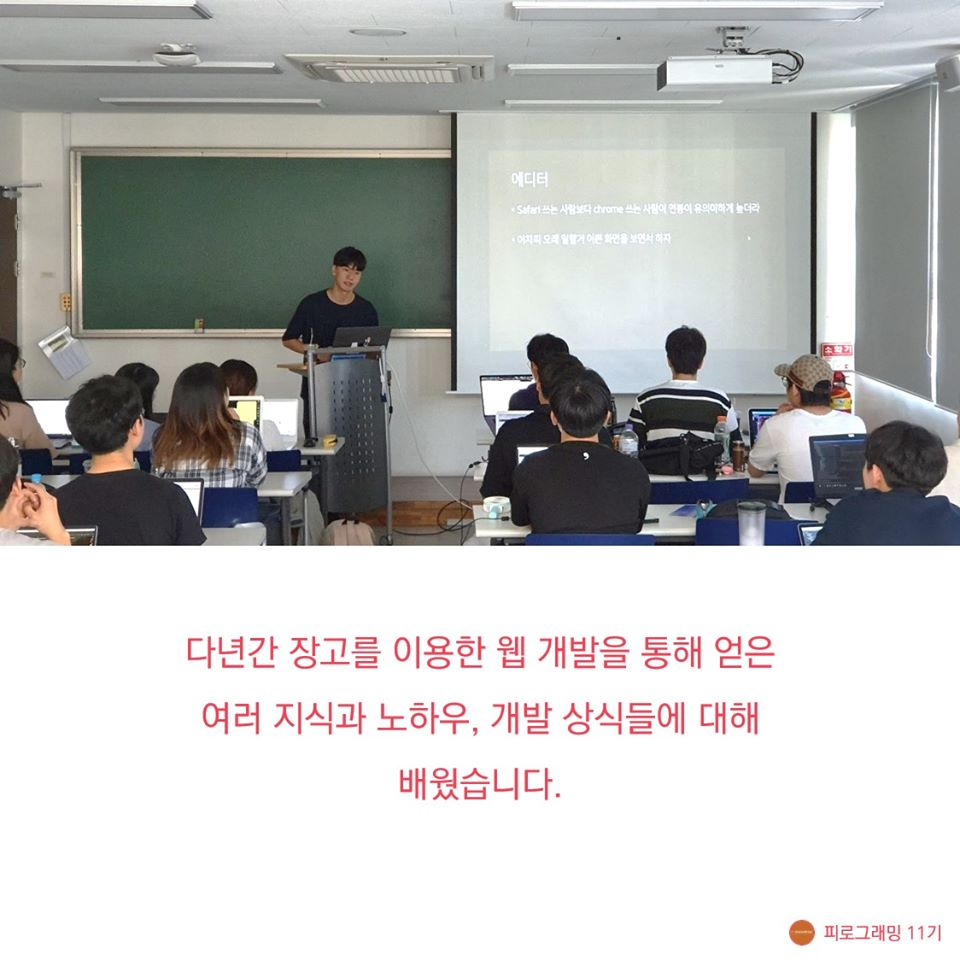 에디터
• Safari 쓰는 사람보다 chrome 쓰는 사람이 연봉이 유의미하게 높더라
• 어차피 오래 일할거 이쁜 화면을 보면서 하자
소화기
다년간 장고를 이용한 웹 개발을 통해 얻은
여러 지식과 노하우, 개발 상식들에 대해
배웠습니다.
피로그래밍 11기